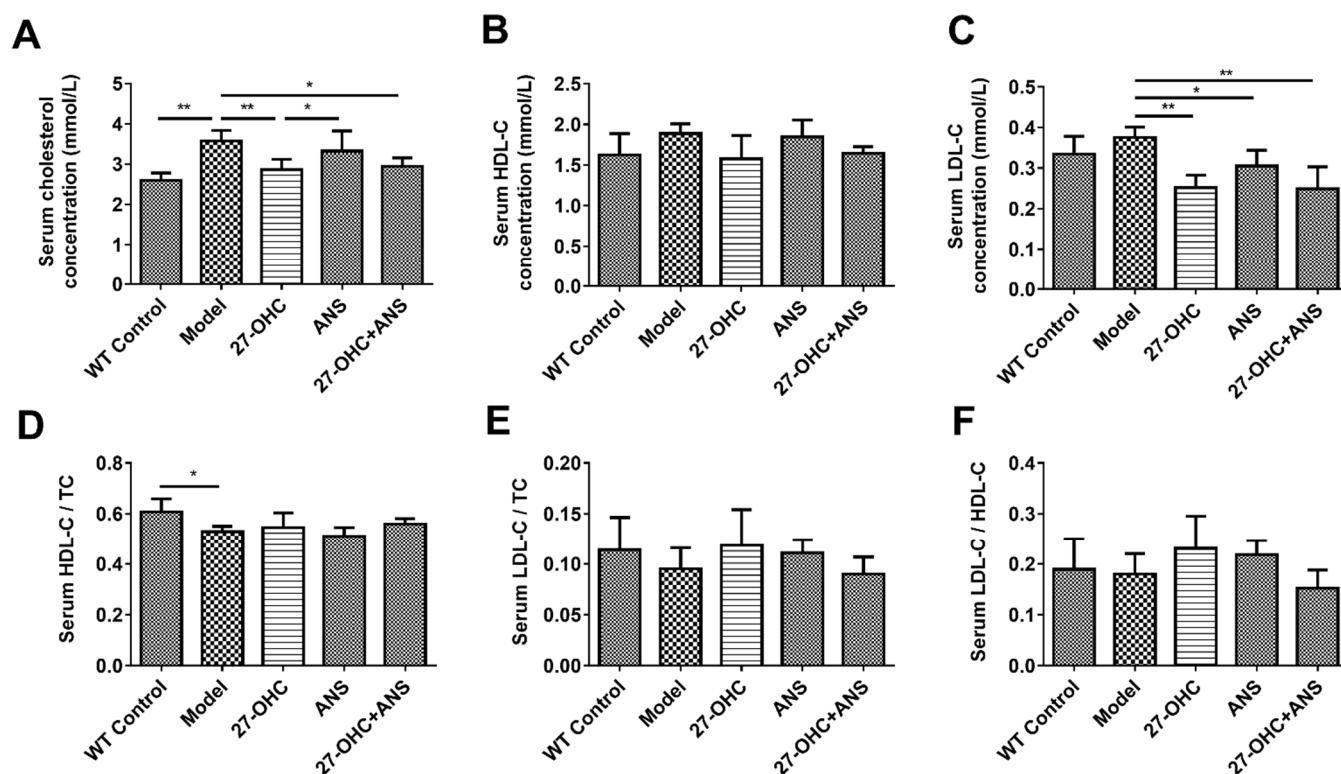 A
Serum cholesterol
concentration (mmol/L)
5
4
3
2
1
0
**
**
*
*
WT Control
Model
27-OHC
ANS
27-OHC+ANS
B
Serum HDL-C
concentration (mmol/L)
2.5
2.0
1.5
1.0
0.5
0.0
WT Control
Model
27-OHC
ANS
27-OHC+ANS
C
Serum LDL-C
concentration (mmol/L)
0.5
0.4
0.3
0.2
0.1
0.0
**
*
**
WT Control
Model
27-OHC
ANS
27-OHC+ANS
D
Serum HDL-C / TC
0.8
0.6
0.4
0.2
0.0
*
WT Control
Model
27-OHC
ANS
27-OHC+ANS
E
Serum LDL-C / TC
0.20
0.15
0.10
0.05
0.00
WT Control
Model
27-OHC
ANS
27-OHC+ANS
F
Serum LDL-C / HDL-C
0.4
0.3
0.2
0.1
0.0
WT Control
Model
27-OHC
ANS
27-OHC+ANS